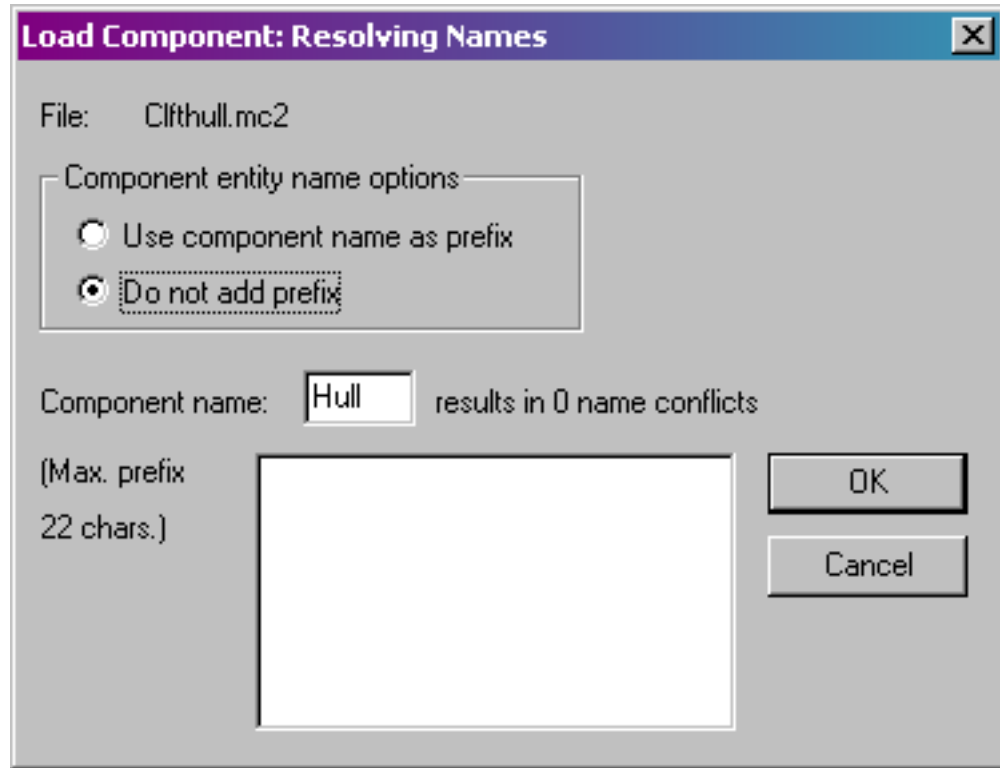 Load Component: Resolving Names
File: Clfthull.mc2
Component entity name options
Use component name as prefix
Do not add prefix
Component name: Hull results in 0 name conflicts
(Max. prefix
22 chars.)
OK
Cancel